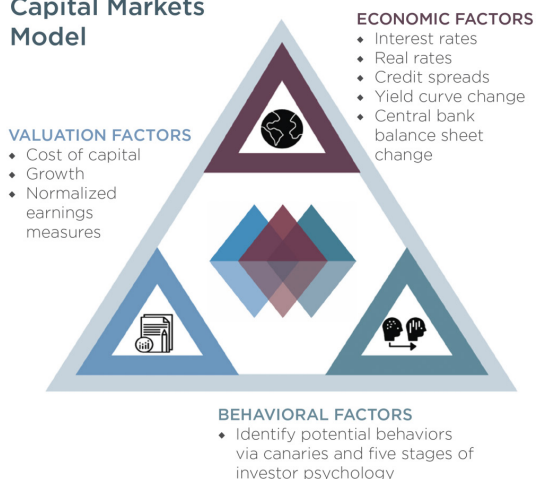 Capital Markets
Model
ECONOMIC FACTORS
◆ Interest rates
◆ Real rates
◆ Credit spreads
◆ Yield curve change
◆ Central bank
balance sheet
change
VALUATION FACTORS
◆ Cost of capital
◆ Growth
◆ Normalized
earnings
measures
BEHAVIORAL FACTORS
◆ Identify potential behaviors
via canaries and five stages of
investor psychology